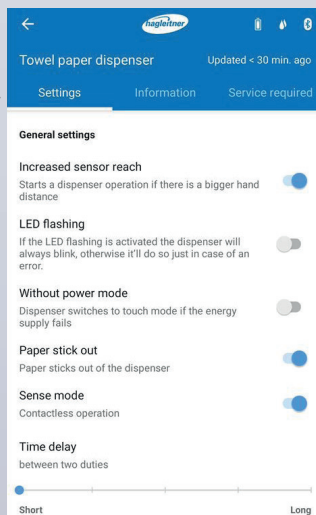 hagleitner
Towel paper dispenser
Updated < 30 min. ago
Settings
Information
Service required
General settings
Increased sensor reach
Starts a dispenser operation if there is a bigger hand
distance
LED flashing
If the LED flashing is activated the dispenser will
always blink, otherwise it'll do so just in case of an
error.
Without power mode
Dispenser switches to touch mode if the energy
supply fails
Paper stick out
Paper sticks out of the dispenser
Sense mode
Contactless operation
Time delay
between two duties
Short
Long